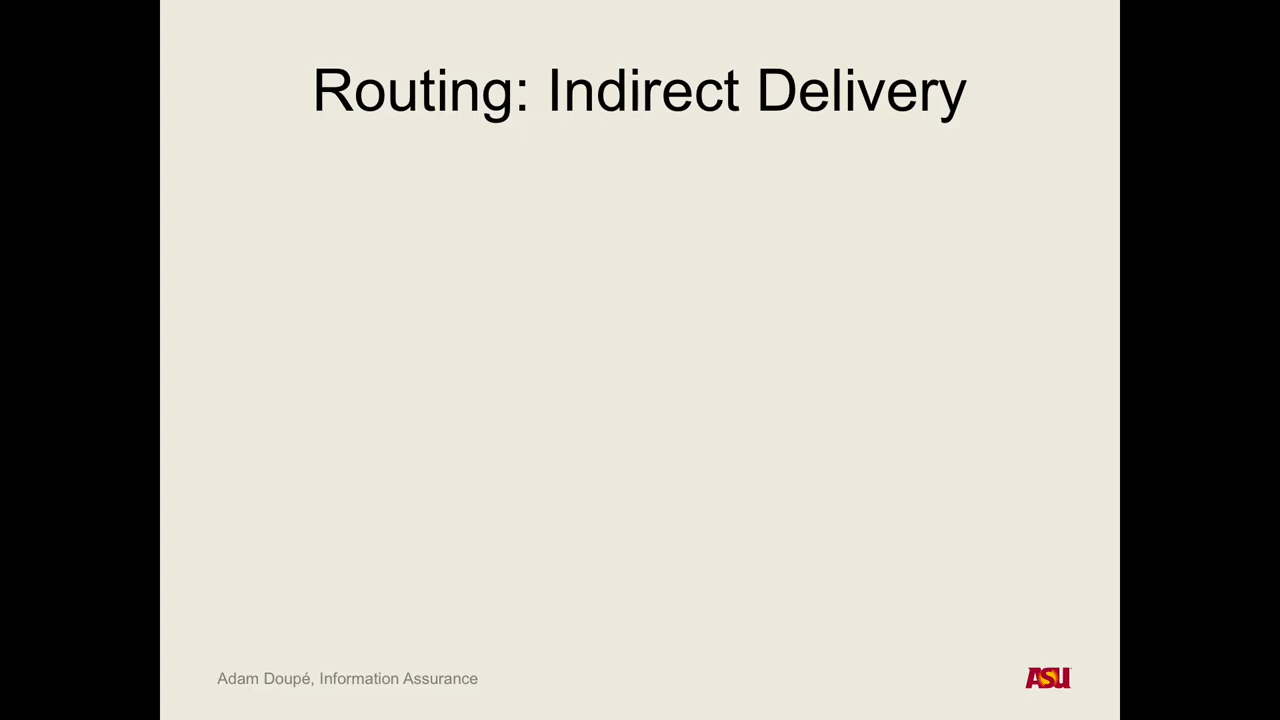 Routing: Indirect Delivery
Adam Doupé, Information Assurance
ASU